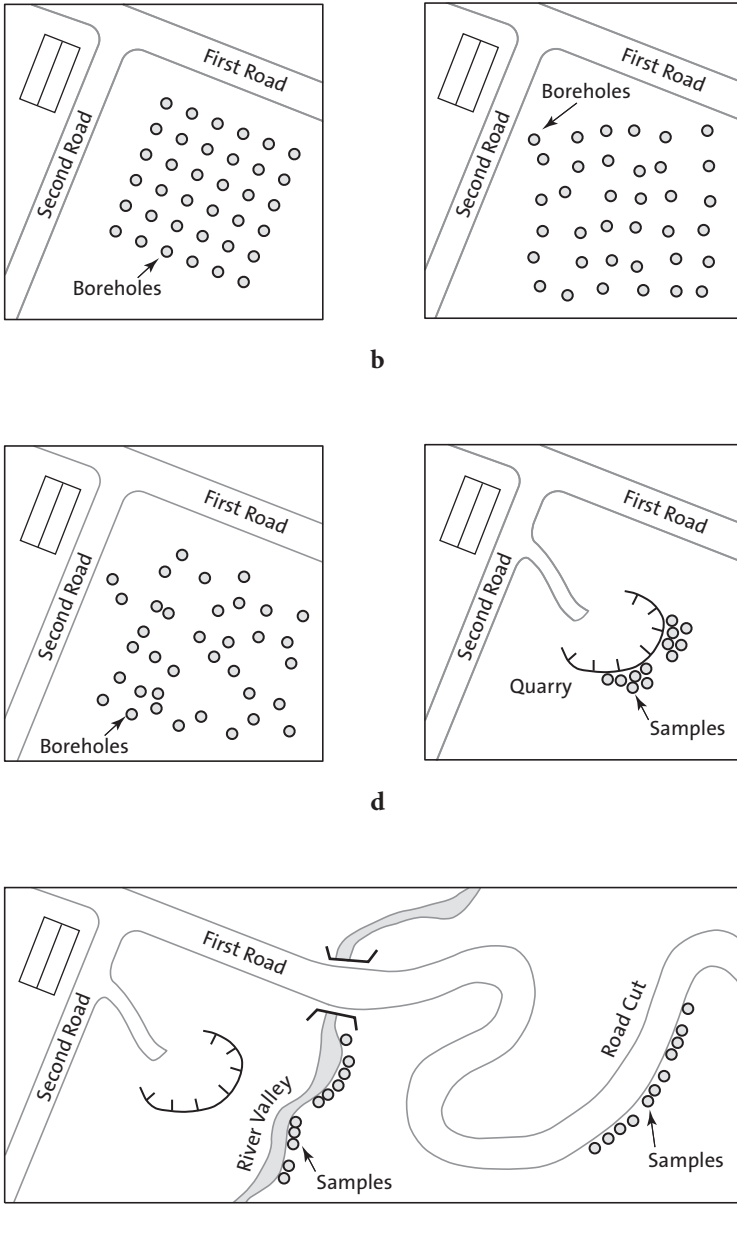 First Road
Second Road
Boreholes
First Road
Boreholes
Second Road
b
First Road
Second Road
Boreholes
First Road
Second Road
Quarry
Samples
d
First Road
Second Road
River Valley
Samples
Road Cut
Samples